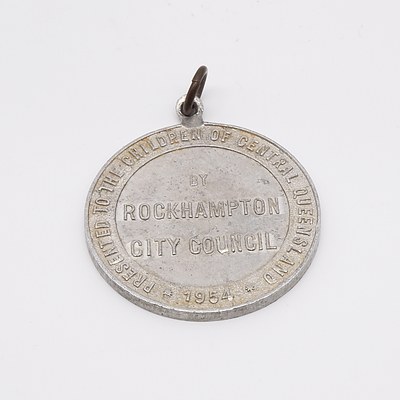 PRESENTED TO THE CHILDREN OF CENTRAL QUEENSLAND
BY
ROCKHAMPTON
CITY COUNCIL
1954